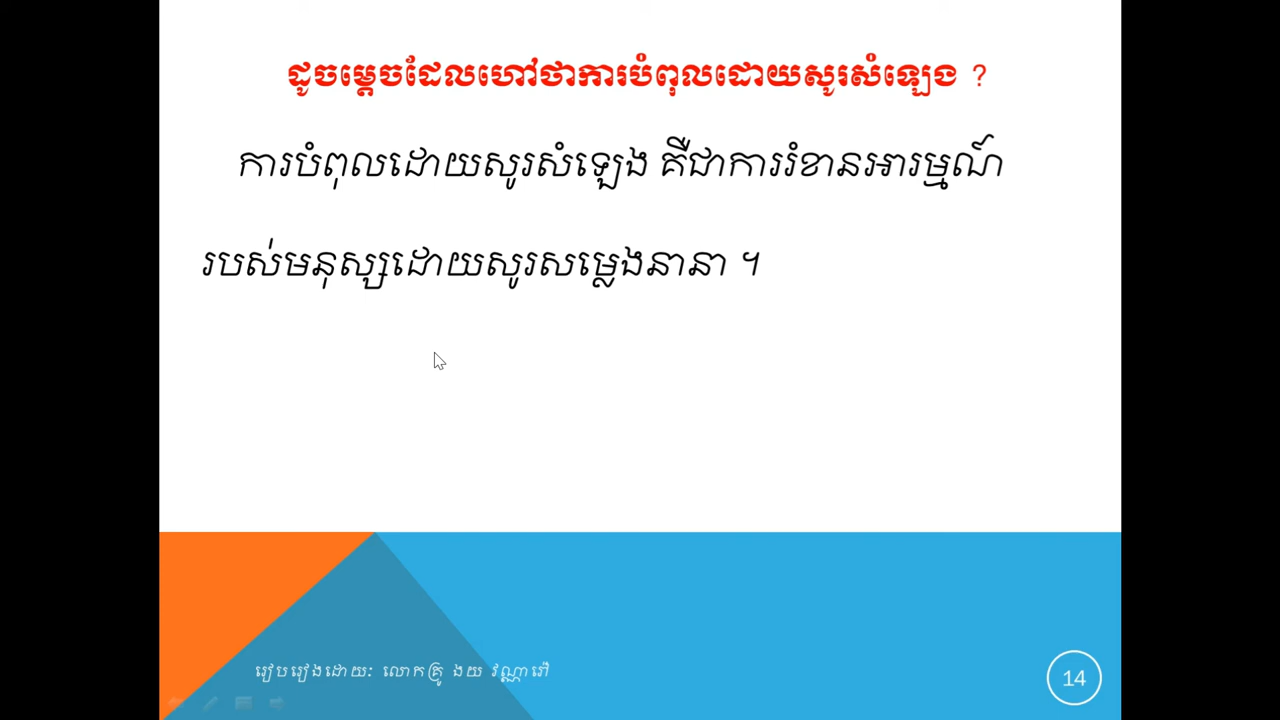 ដូចម្ដេចដែលហៅថាការបំពុលដោយសូរសំឡេង ?
ការបំពុលដោយសូរសំឡេង គឺជាការរំខានអារម្មណ៍
របស់មនុស្សដោយសូរសម្លេងនានា ។
រៀបរៀងដោយៈ លោកគ្រូ ងយ វណ្ណារើ
14